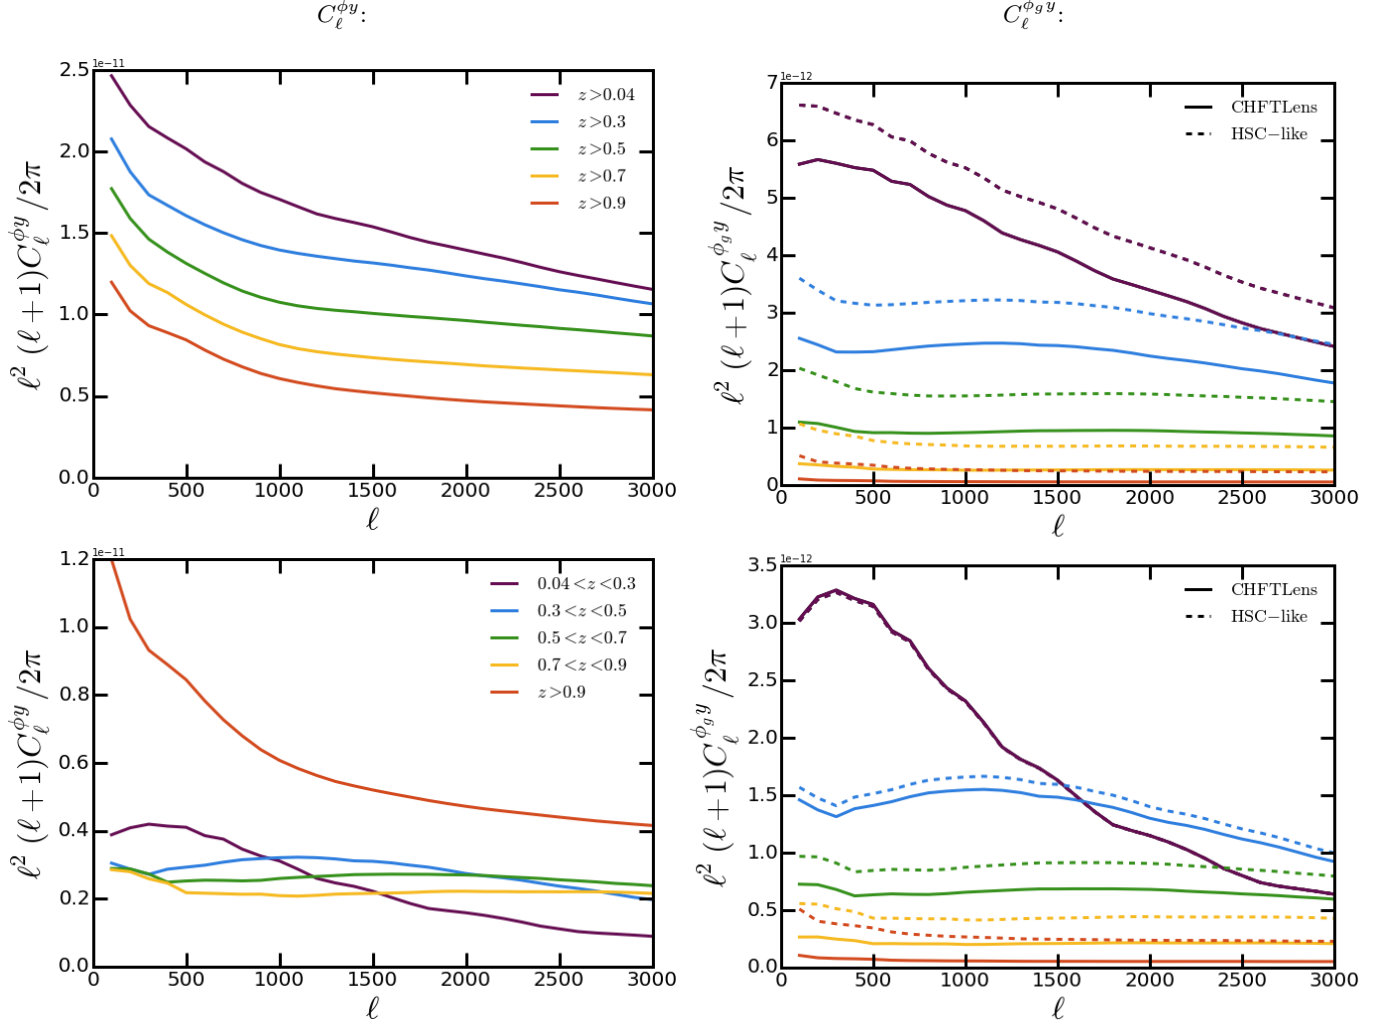 C_ℓ^{ϕy}:
C_ℓ^{ϕ_g y}:
1e−11
2.5
2.0
1.5
1.0
0.5
0.0
0 500 1000 1500 2000 2500 3000
ℓ
ℓ² (ℓ+1)C_ℓ^{ϕy}/2π
z>0.04
z>0.3
z>0.5
z>0.7
z>0.9
1e−12
7
6
5
4
3
2
1
0
0 500 1000 1500 2000 2500 3000
ℓ
ℓ² (ℓ+1)C_ℓ^{ϕ_g y}/2π
CHFTLens
HSC−like
1e−11
1.2
1.0
0.8
0.6
0.4
0.2
0.0
0 500 1000 1500 2000 2500 3000
ℓ
ℓ² (ℓ+1)C_ℓ^{ϕy}/2π
0.04<z<0.3
0.3<z<0.5
0.5<z<0.7
0.7<z<0.9
z>0.9
1e−12
3.5
3.0
2.5
2.0
1.5
1.0
0.5
0.0
0 500 1000 1500 2000 2500 3000
ℓ
ℓ² (ℓ+1)C_ℓ^{ϕ_g y}/2π
CHFTLens
HSC−like